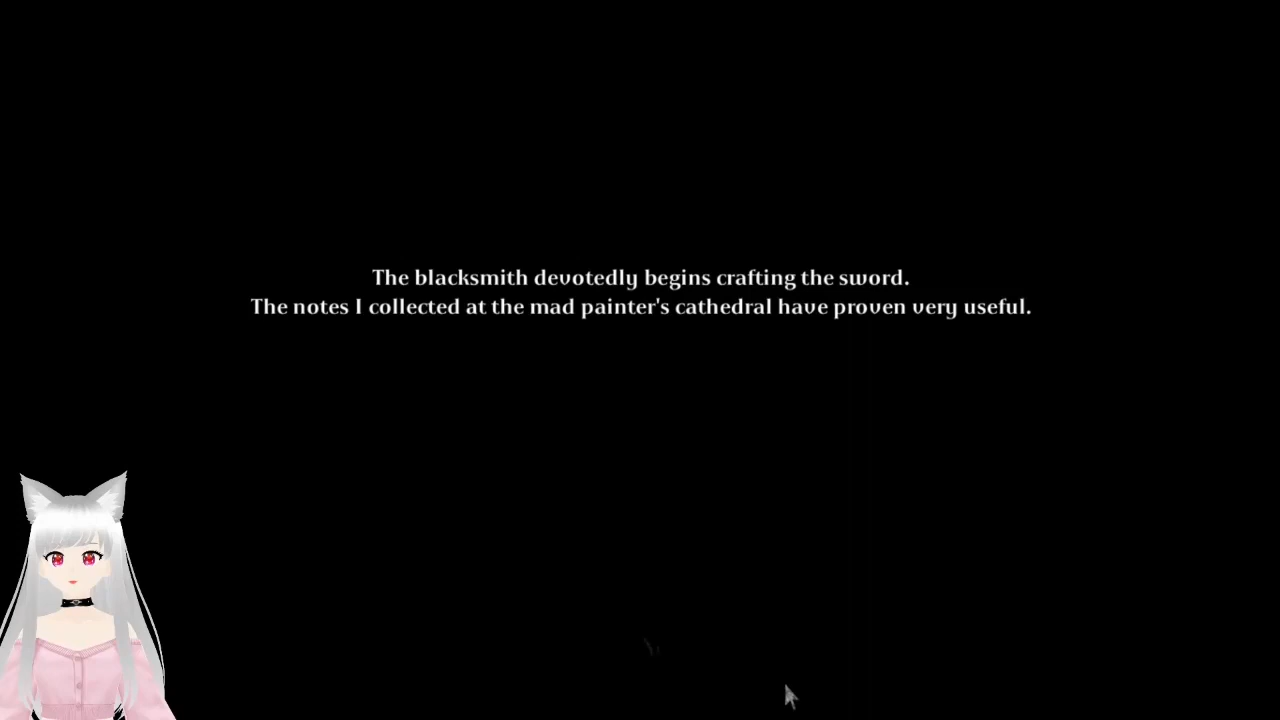 The blacksmith devotedly begins crafting the sword.
The notes I collected at the mad painter's cathedral have proven very useful.